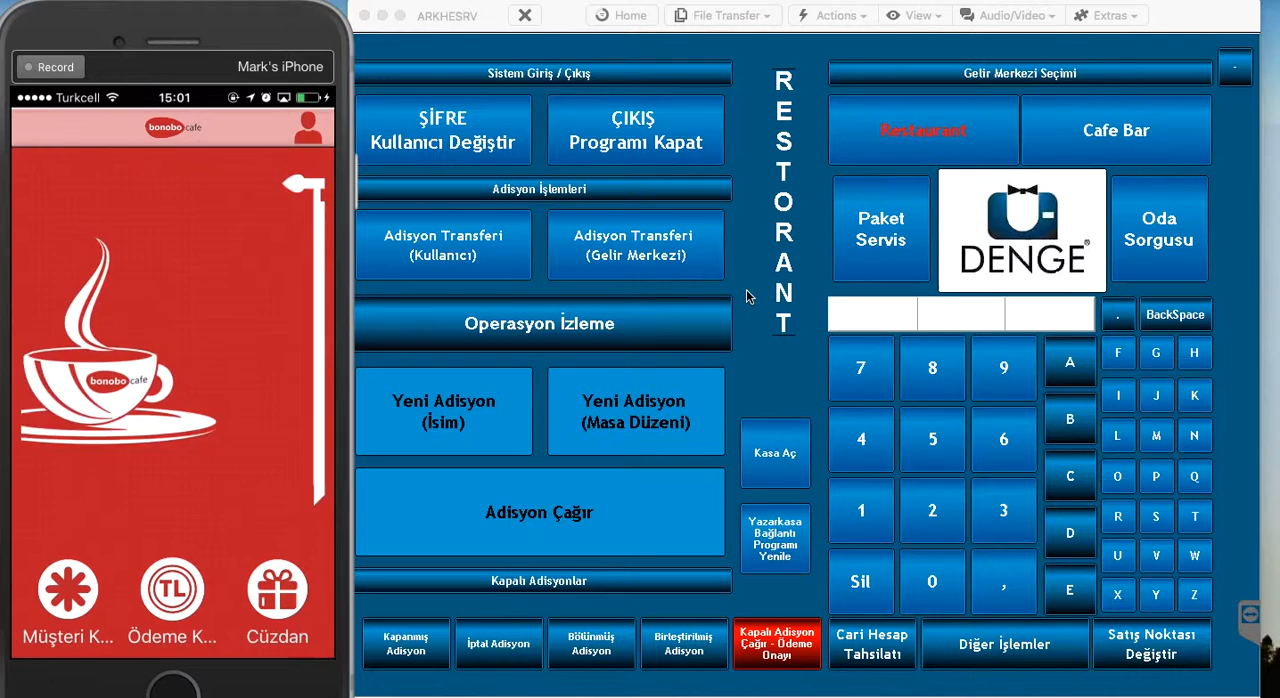 Record
Mark's iPhone
Turkcell
15:01
bonobo cafe
bonobo cafe
TL
Müşteri K...
Ödeme K...
Cüzdan
ARKHESRV
Home
File Transfer
Actions
View
Audio/Video
Extras
Sistem Giriş / Çıkış
ŞİFRE
Kullanıcı Değiştir
ÇIKIŞ
Programı Kapat
Adisyon İşlemleri
Adisyon Transferi
(Kullanıcı)
Adisyon Transferi
(Gelir Merkezi)
Operasyon İzleme
Yeni Adisyon
(İsim)
Yeni Adisyon
(Masa Düzeni)
Adisyon Çağır
Kapalı Adisyonlar
Kapanmış
Adisyon
İptal Adisyon
Bölünmüş
Adisyon
Birleştirilmiş
Adisyon
Kapalı Adisyon
Çağır - Ödeme
Onayı
R
E
S
T
O
R
A
N
T
Kasa Aç
Yazarkasa
Bağlantı
Programı
Yenile
Gelir Merkezi Seçimi
-
Restaurant
Cafe Bar
Paket
Servis
DENGE®
Oda
Sorgusu
. BackSpace
7 8 9 A F G H
I J K
4 5 6 B L M N
C O P Q
1 2 3 D R S T
U V W
Sil 0 , E X Y Z
Cari Hesap
Tahsilatı
Diğer İşlemler
Satış Noktası
Değiştir